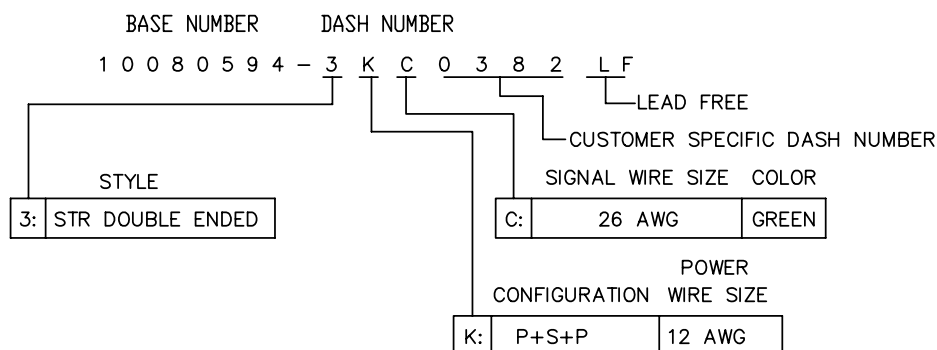 BASE NUMBER DASH NUMBER
1 0 0 8 0 5 9 4 - 3 K C 0 3 8 2 L F
LEAD FREE
CUSTOMER SPECIFIC DASH NUMBER
STYLE
3: STR DOUBLE ENDED
SIGNAL WIRE SIZE COLOR
C: 26 AWG GREEN
POWER
CONFIGURATION WIRE SIZE
K: P+S+P 12 AWG